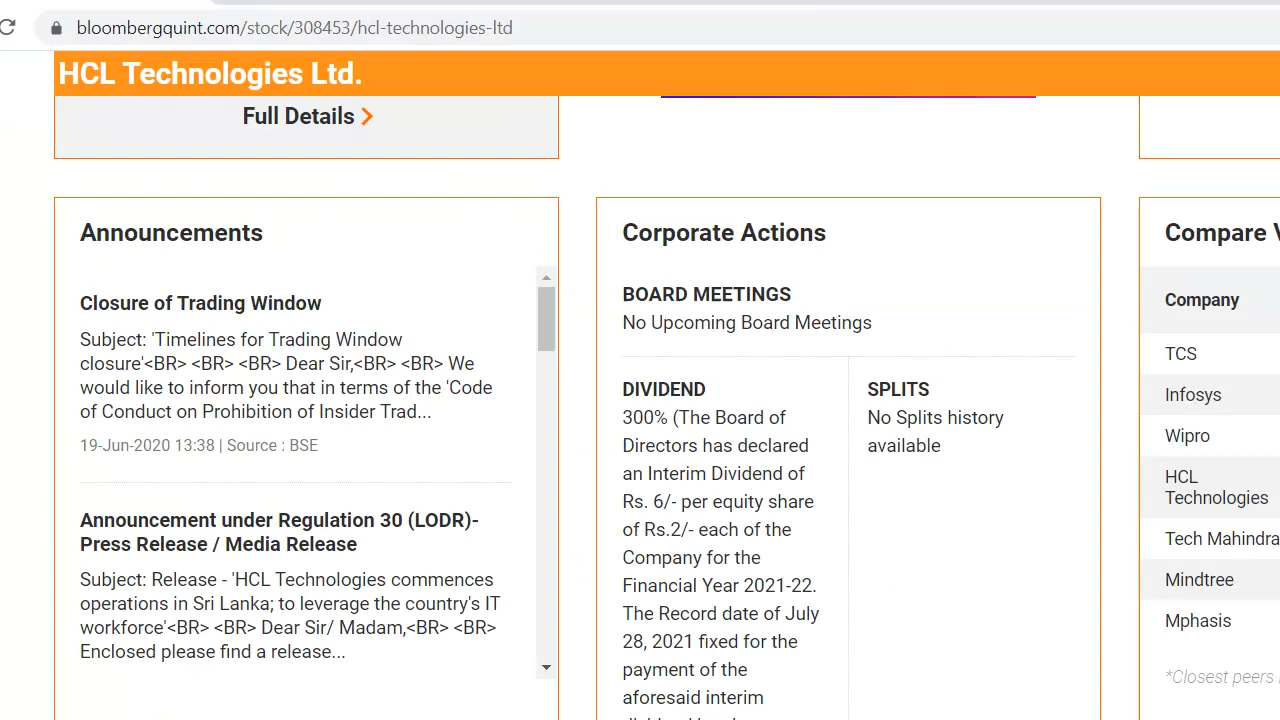 bloombergquint.com/stock/308453/hcl-technologies-ltd
HCL Technologies Ltd.
Full Details
Announcements
Closure of Trading Window
Subject: 'Timelines for Trading Window
closure'<BR> <BR> <BR> Dear Sir,<BR> <BR> We
would like to inform you that in terms of the 'Code
of Conduct on Prohibition of Insider Trad...
19-Jun-2020 13:38 | Source : BSE
Announcement under Regulation 30 (LODR)-
Press Release / Media Release
Subject: Release - 'HCL Technologies commences
operations in Sri Lanka; to leverage the country's IT
workforce'<BR> <BR> Dear Sir/ Madam,<BR> <BR>
Enclosed please find a release...
Corporate Actions
BOARD MEETINGS
No Upcoming Board Meetings
DIVIDEND
300% (The Board of
Directors has declared
an Interim Dividend of
Rs. 6/- per equity share
of Rs.2/- each of the
Company for the
Financial Year 2021-22.
The Record date of July
28, 2021 fixed for the
payment of the
aforesaid interim
SPLITS
No Splits history
available
Compare
Company
TCS
Infosys
Wipro
HCL
Technologies
Tech Mahindra
Mindtree
Mphasis
*Closest peers